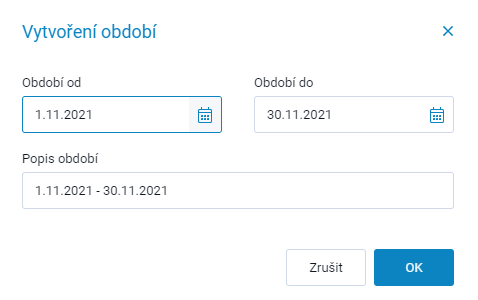 Vytvoření období
Období od
Období do
1.11.2021
30.11.2021
Popis období
1.11.2021 - 30.11.2021
Zrušit
OK